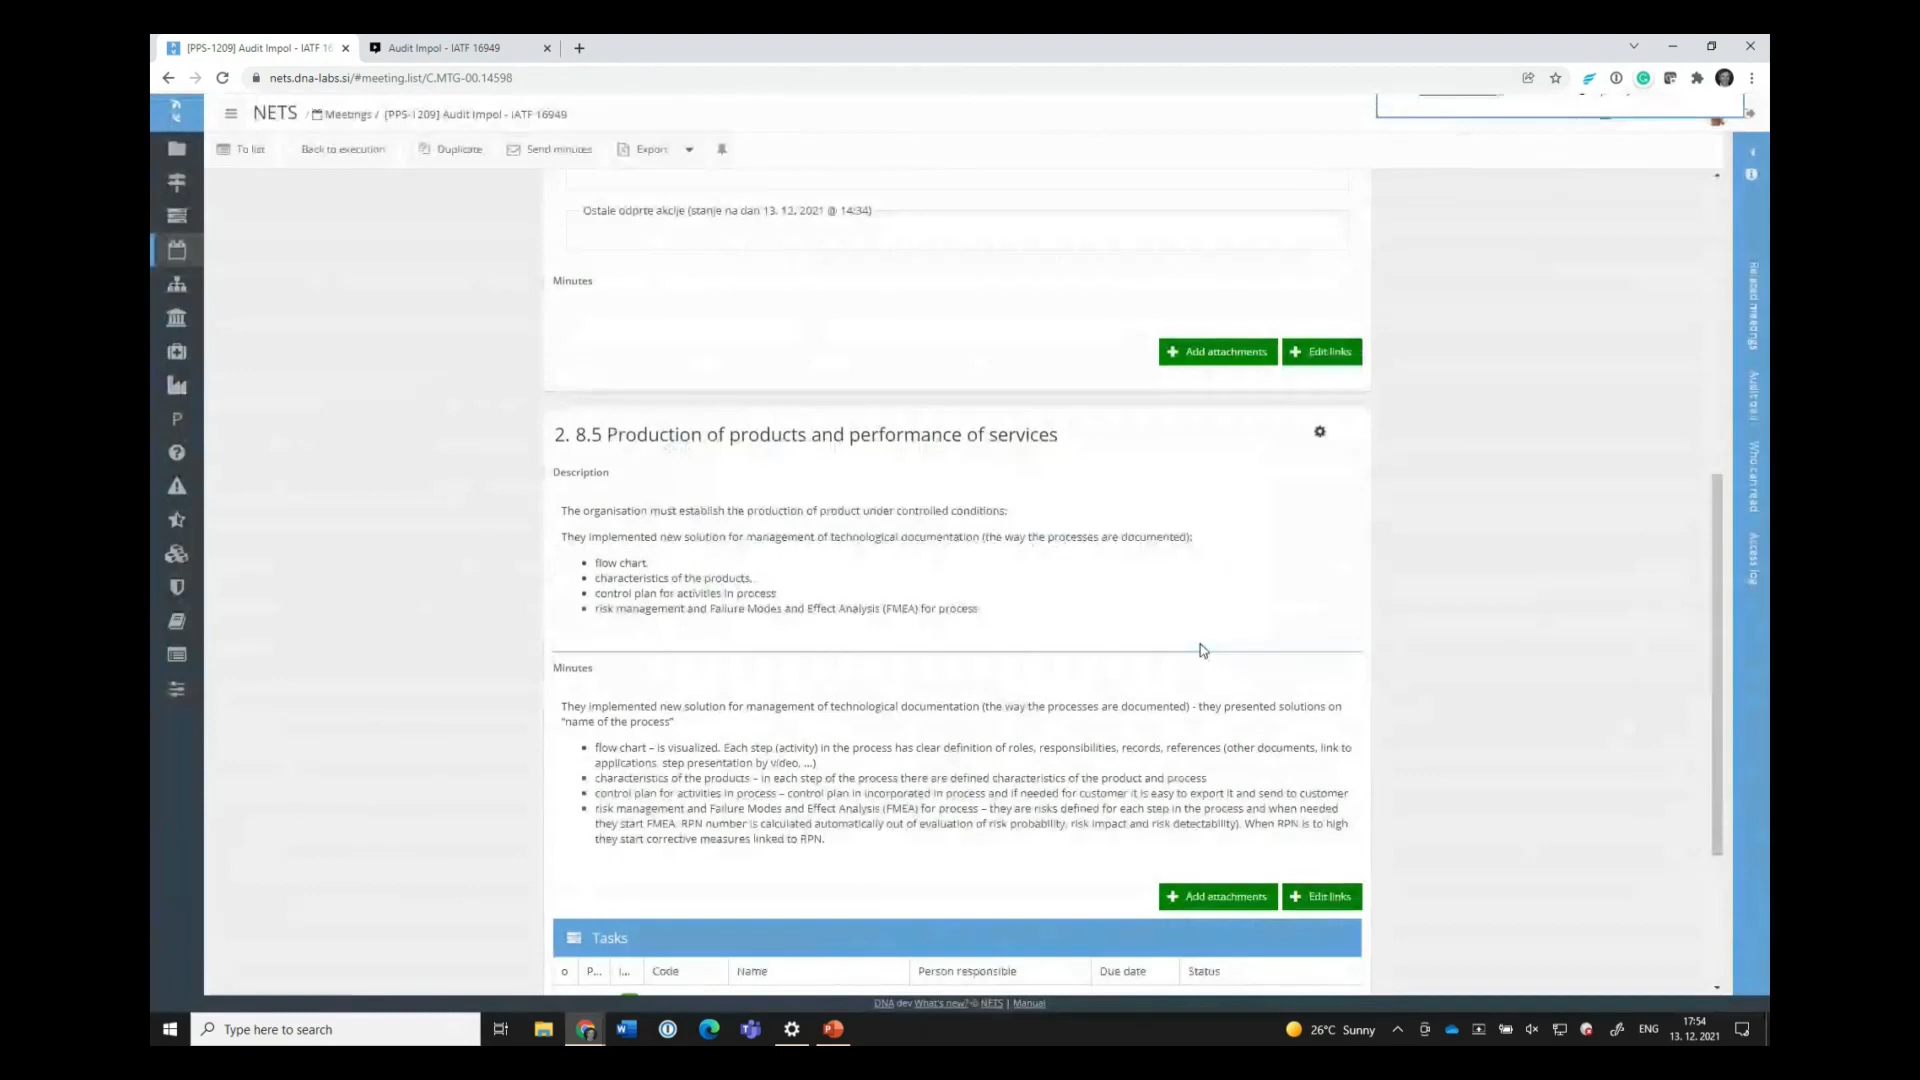 [PPS-1209] Audit Impol - IATF 16
Audit Impol - IATF 16949
nets.dna-labs.si/#meeting.list/C.MTG-00.14598
NETS / Meetings / [PPS-1209] Audit Impol - IATF 16949
To list Back to execution Duplicate Send minutes Export
Ostale odprte akcije (stanje na dan 13. 12. 2021 @ 14:34)
Minutes
Add attachments Edit links
2. 8.5 Production of products and performance of services
Description
The organisation must establish the production of product under controlled conditions:
They implemented new solution for management of technological documentation (the way the processes are documented):
• flow chart,
• characteristics of the products,
• control plan for activities in process
• risk management and Failure Modes and Effect Analysis (FMEA) for process
Minutes
They implemented new solution for management of technological documentation (the way the processes are documented) - they presented solutions on
"name of the process"
• flow chart – is visualized. Each step (activity) in the process has clear definition of roles, responsibilities, records, references (other documents, link to
applications, step presentation by video, ...)
• characteristics of the products – in each step of the process there are defined characteristics of the product and process
• control plan for activities in process – control plan in incorporated in process and if needed for customer it is easy to export it and send to customer
• risk management and Failure Modes and Effect Analysis (FMEA) for process – they are risks defined for each step in the process and when needed
they start FMEA. RPN number is calculated automatically out of evaluation of risk probability, risk impact and risk detectability). When RPN is to high
they start corrective measures linked to RPN.
Add attachments Edit links
Tasks
o P... I... Code Name Person responsible Due date Status
DNA dev What's new? © NETS | Manual
Related meetings
Audit trail
Who can read
Access log
Type here to search
26°C Sunny
ENG
17:54
13. 12. 2021